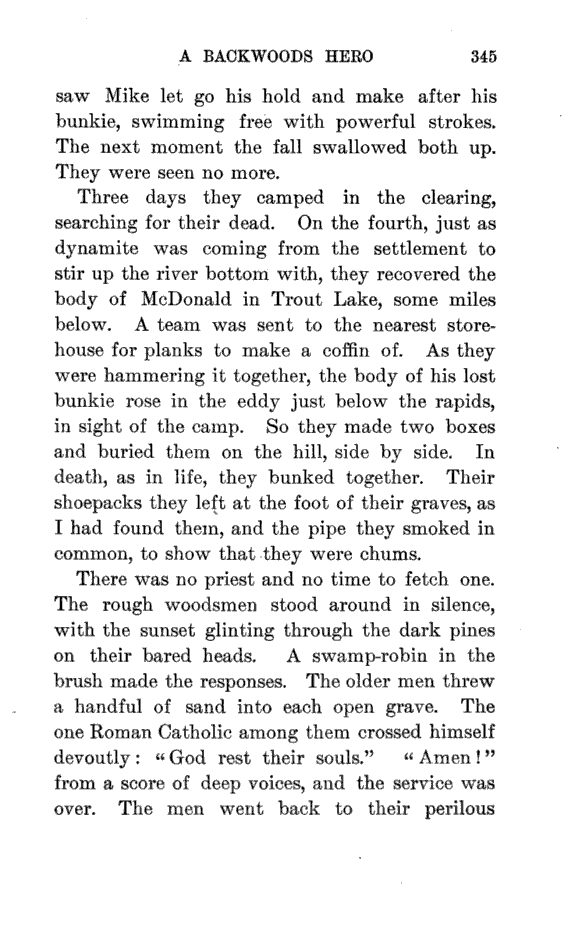 A BACKWOODS HERO 345
saw Mike let go his hold and make after his
bunkie, swimming free with powerful strokes.
The next moment the fall swallowed both up.
They were seen no more.
Three days they camped in the clearing,
searching for their dead. On the fourth, just as
dynamite was coming from the settlement to
stir up the river bottom with, they recovered the
body of McDonald in Trout Lake, some miles
below. A team was sent to the nearest store-
house for planks to make a coffin of. As they
were hammering it together, the body of his lost
bunkie rose in the eddy just below the rapids,
in sight of the camp. So they made two boxes
and buried them on the hill, side by side. In
death, as in life, they bunked together. Their
shoepacks they left at the foot of their graves, as
I had found them, and the pipe they smoked in
common, to show that they were chums.
There was no priest and no time to fetch one.
The rough woodsmen stood around in silence,
with the sunset glinting through the dark pines
on their bared heads. A swamp-robin in the
brush made the responses. The older men threw
a handful of sand into each open grave. The
one Roman Catholic among them crossed himself
devoutly: “God rest their souls.” “Amen!”
from a score of deep voices, and the service was
over. The men went back to their perilous